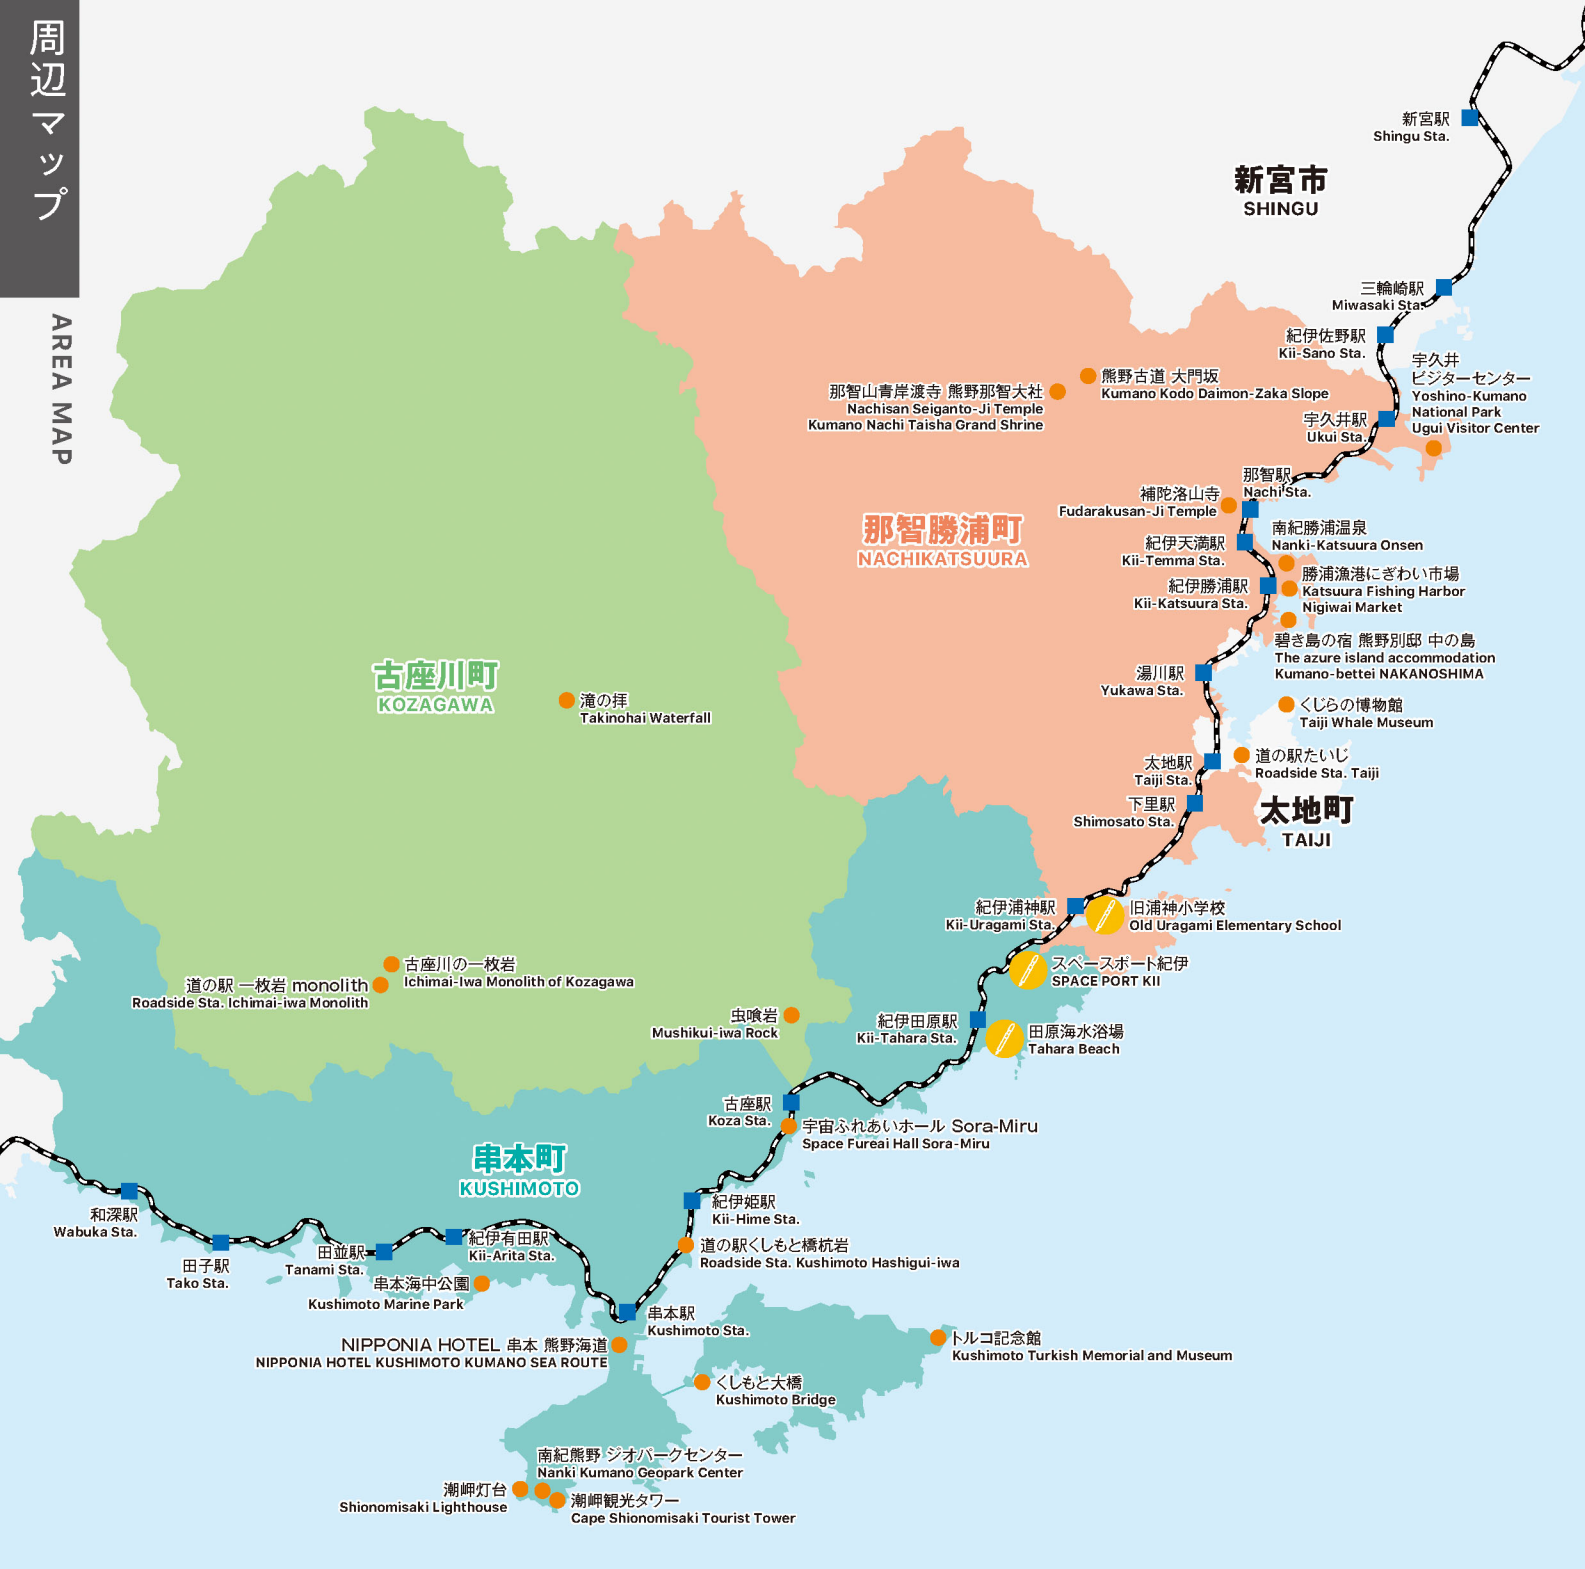 周辺マップ
AREA MAP
新宮駅
Shingu Sta.
新宮市
SHINGU
三輪崎駅
Miwasaki Sta.
紀伊佐野駅
Kii-Sano Sta.
宇久井
ビジターセンター
Yoshino-Kumano
National Park
Ugui Visitor Center
熊野古道 大門坂
Kumano Kodo Daimon-Zaka Slope
那智山青岸渡寺 熊野那智大社
Nachisan Seiganto-Ji Temple
Kumano Nachi Taisha Grand Shrine
宇久井駅
Ukui Sta.
那智駅
Nachi Sta.
補陀洛山寺
Fudarakusan-Ji Temple
那智勝浦町
NACHIKATSUURA
南紀勝浦温泉
Nanki-Katsuura Onsen
紀伊天満駅
Kii-Temma Sta.
勝浦漁港にぎわい市場
Katsuura Fishing Harbor
Nigiwai Market
紀伊勝浦駅
Kii-Katsuura Sta.
碧き島の宿 熊野別邸 中の島
The azure island accommodation
Kumano-bettei NAKANOSHIMA
湯川駅
Yukawa Sta.
古座川町
KOZAGAWA
滝の拝
Takinohai Waterfall
くじらの博物館
Taiji Whale Museum
道の駅たいじ
Roadside Sta. Taiji
太地駅
Taiji Sta.
下里駅
Shimosato Sta.
太地町
TAIJI
紀伊浦神駅
Kii-Uragami Sta.
旧浦神小学校
Old Uragami Elementary School
スペースポート紀伊
SPACE PORT KII
古座川の一枚岩
Ichimai-Iwa Monolith of Kozagawa
道の駅 一枚岩 monolith
Roadside Sta. Ichimai-iwa Monolith
虫喰岩
Mushikui-iwa Rock
紀伊田原駅
Kii-Tahara Sta.
田原海水浴場
Tahara Beach
古座駅
Koza Sta.
宇宙ふれあいホール Sora-Miru
Space Fureai Hall Sora-Miru
串本町
KUSHIMOTO
和深駅
Wabuka Sta.
紀伊姫駅
Kii-Hime Sta.
田子駅
Tako Sta.
田並駅
Tanami Sta.
紀伊有田駅
Kii-Arita Sta.
道の駅くしもと橋杭岩
Roadside Sta. Kushimoto Hashigui-iwa
串本海中公園
Kushimoto Marine Park
串本駅
Kushimoto Sta.
NIPPONIA HOTEL 串本 熊野海道
NIPPONIA HOTEL KUSHIMOTO KUMANO SEA ROUTE
トルコ記念館
Kushimoto Turkish Memorial and Museum
くしもと大橋
Kushimoto Bridge
南紀熊野 ジオパークセンター
Nanki Kumano Geopark Center
潮岬灯台
Shionomisaki Lighthouse
潮岬観光タワー
Cape Shionomisaki Tourist Tower